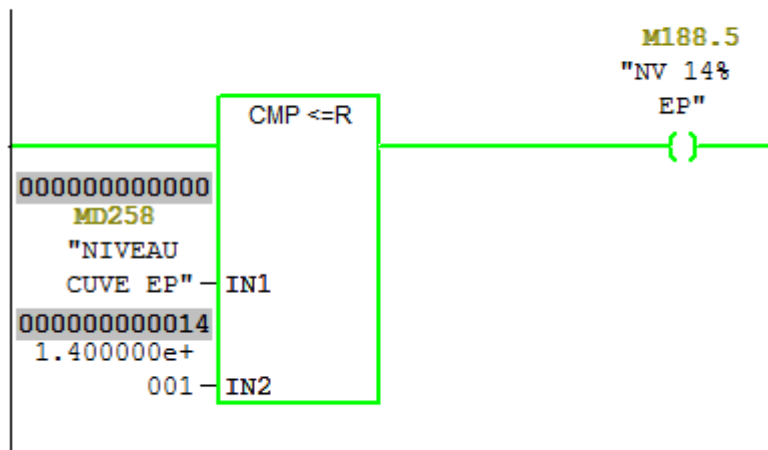 M188.5
"NV 14%
EP"
CMP <=R
000000000000
MD258
"NIVEAU
CUVE EP"
IN1
000000000014
1.400000e+
001
IN2